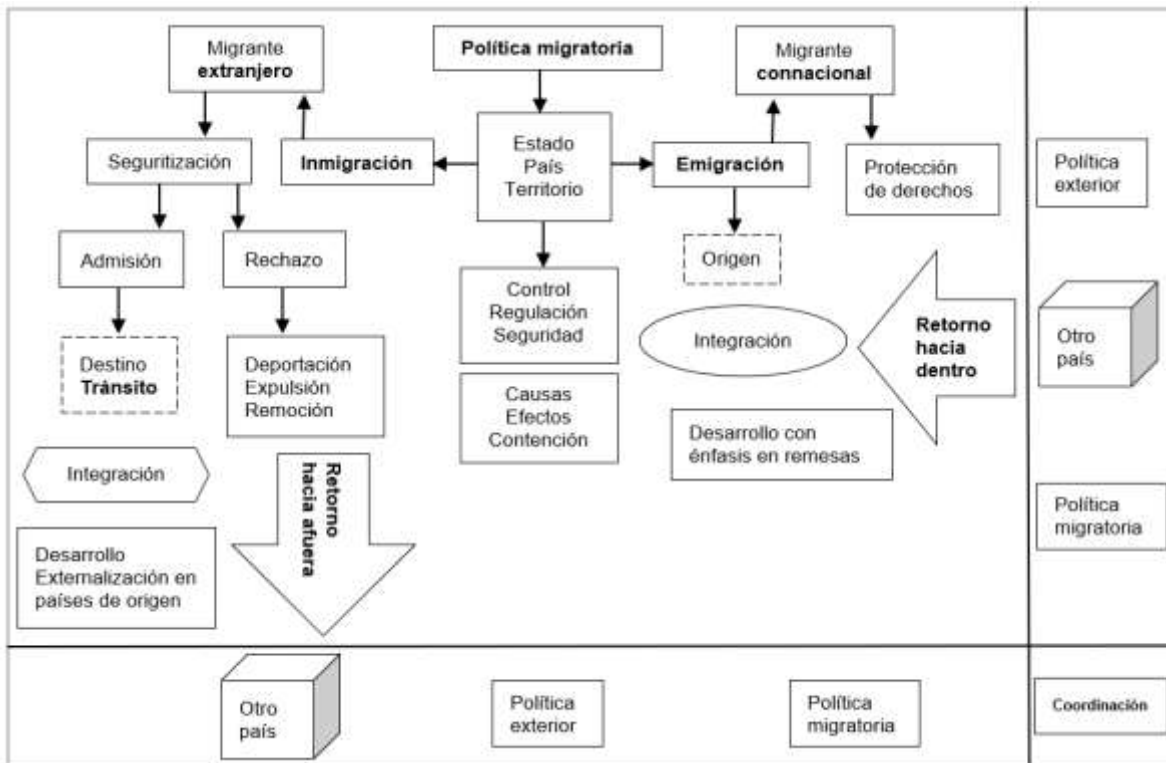 Migrante
extranjero
Política migratoria
Migrante
connacional
Seguritización
Inmigración
Estado
País
Territorio
Emigración
Protección
de derechos
Política
exterior
Admisión
Rechazo
Origen
Control
Regulación
Seguridad
Integración
Retorno
hacia
dentro
Otro
país
Destino
Tránsito
Deportación
Expulsión
Remoción
Causas
Efectos
Contención
Desarrollo con
énfasis en remesas
Integración
Retorno
hacia afuera
Política
migratoria
Desarrollo
Externalización en
países de origen
Otro
país
Política
exterior
Política
migratoria
Coordinación